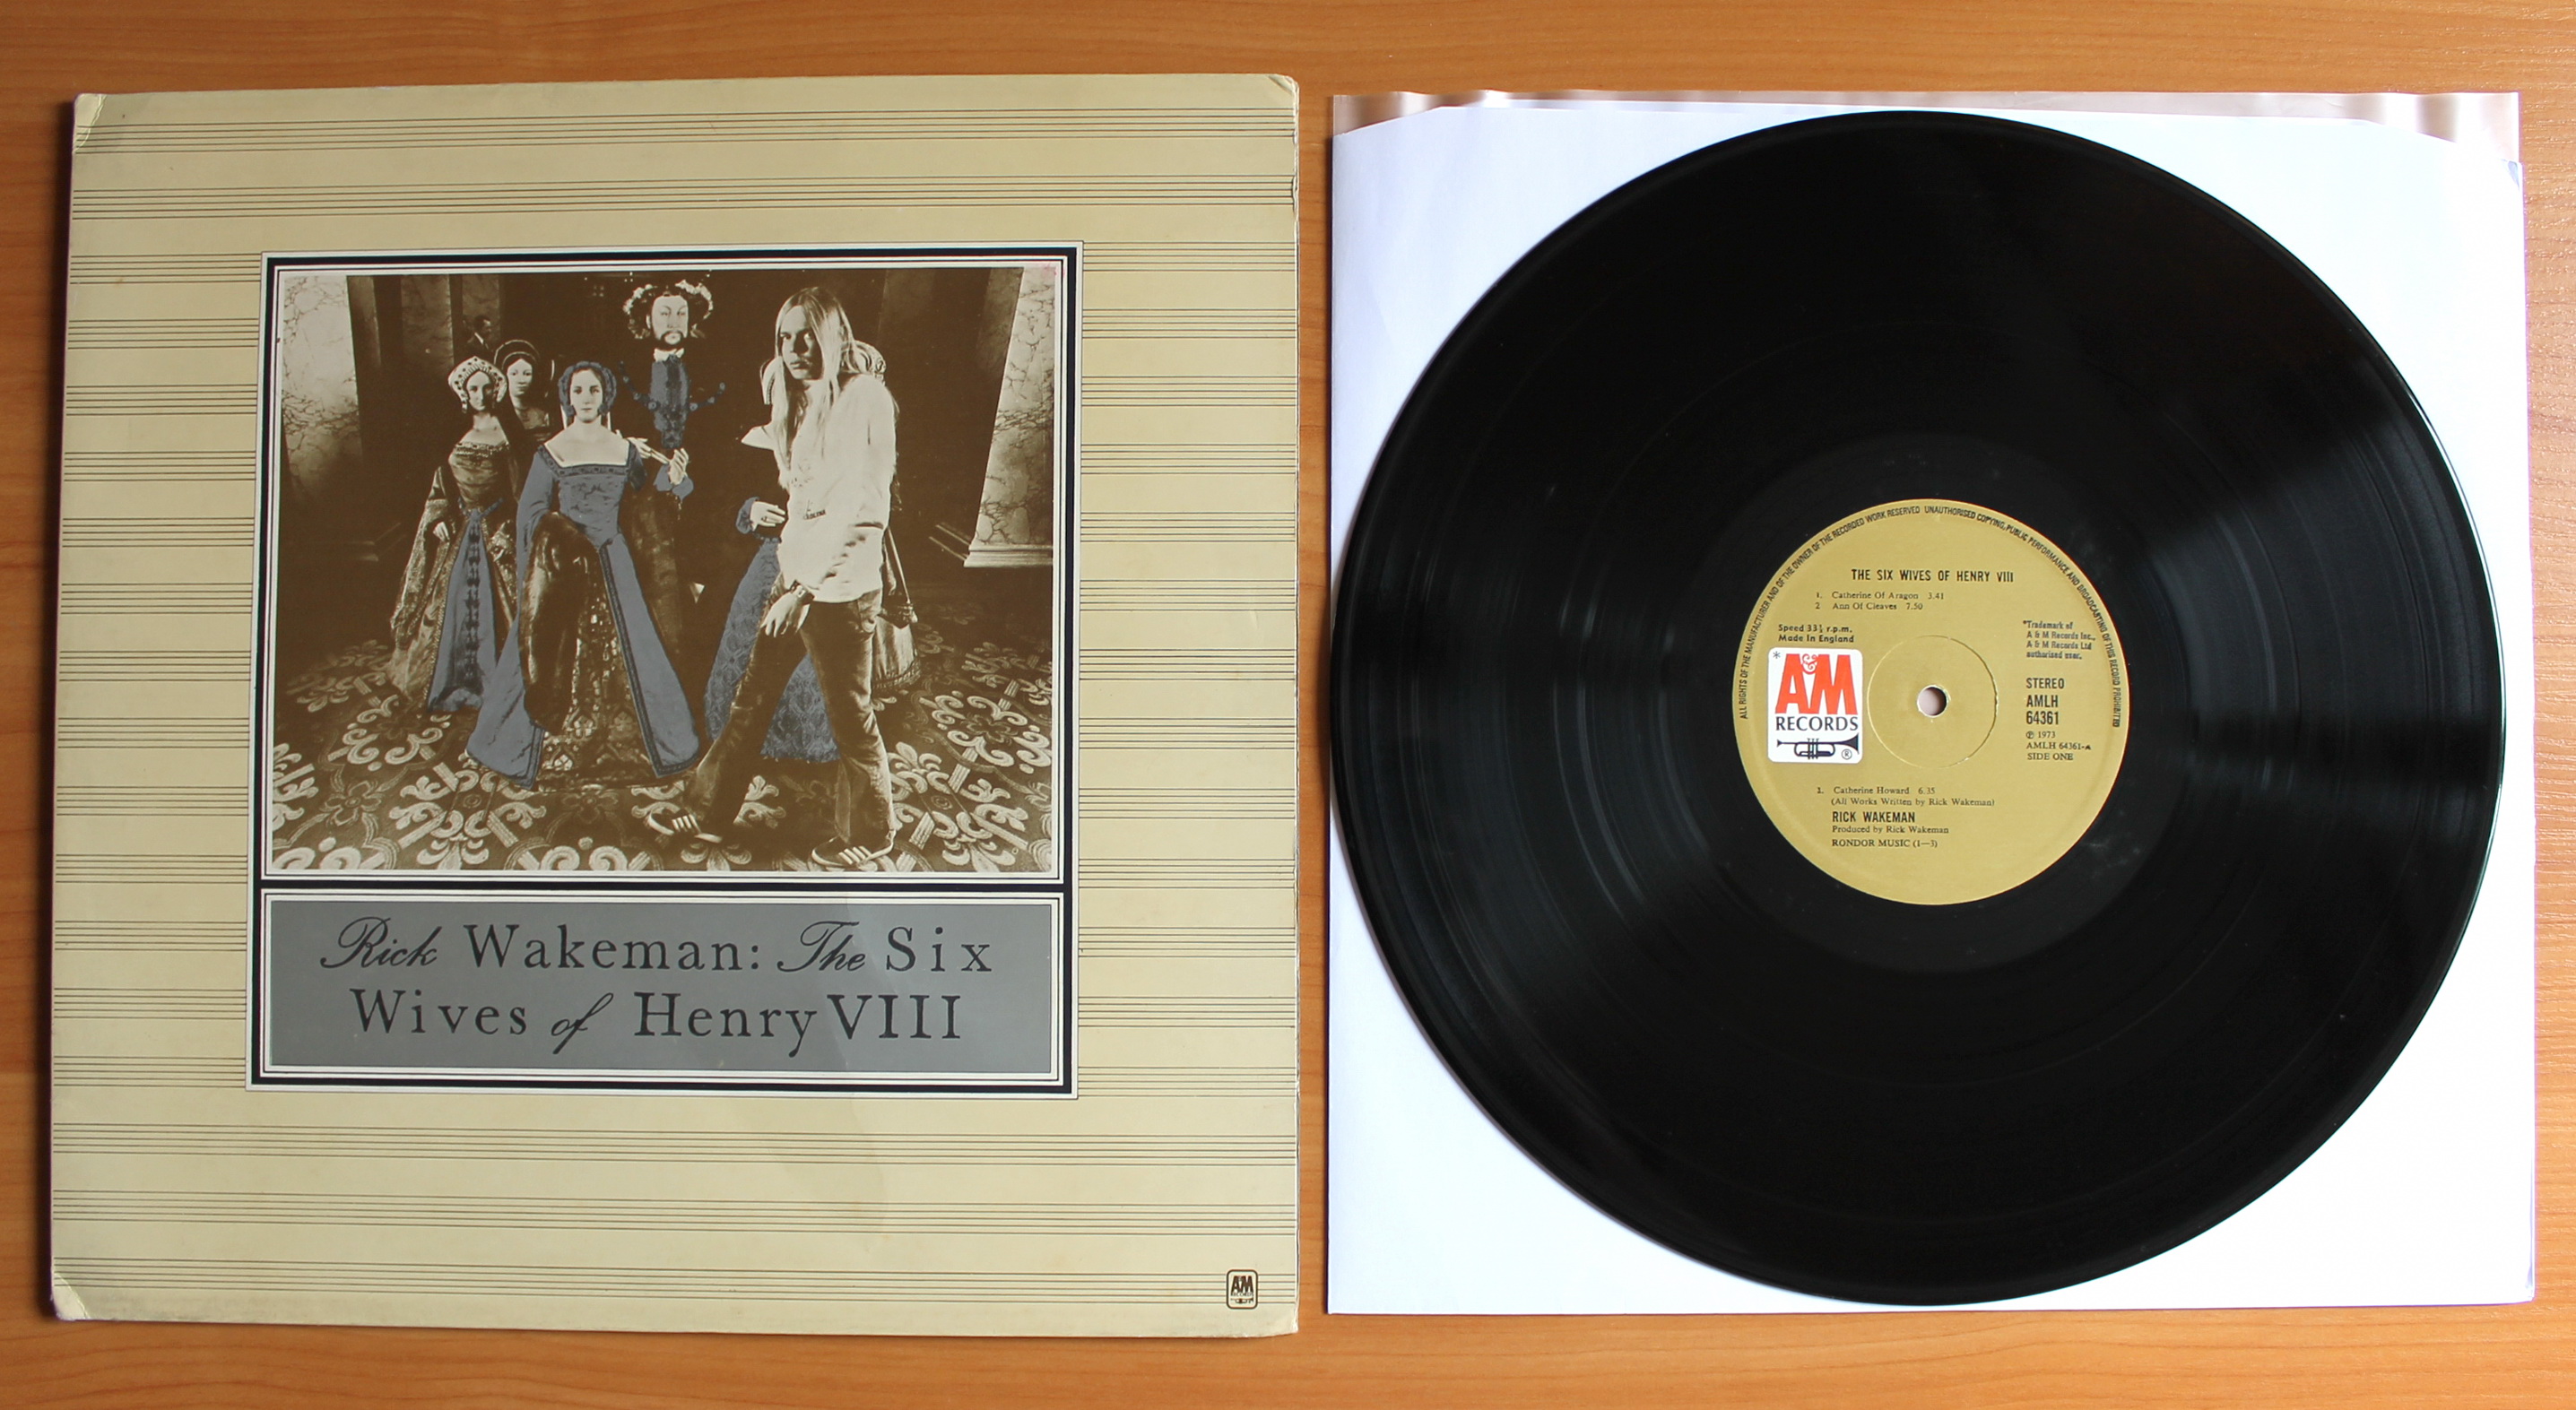 Rick Wakeman: The Six
Wives of Henry VIII
A&M
RECORDS
ALL RIGHTS OF THE MANUFACTURER AND OF THE OWNER OF THE RECORDED WORK RESERVED UNAUTHORISED COPYING, PUBLIC PERFORMANCE AND BROADCASTING OF THIS RECORD PROHIBITED
THE SIX WIVES OF HENRY VIII
1. Catherine Of Aragon 3.41
2 Ann Of Cleaves 7.50
Speed 33⅓ r.p.m.
Made In England
* A&M
RECORDS
®
*Trademark of
A & M Records Inc.,
A & M Records Ltd
authorised user.
STEREO
AMLH
64361
℗ 1973
AMLH 64361-A
SIDE ONE
3. Catherine Howard 6.35
(All Works Written by Rick Wakeman)
RICK WAKEMAN
Produced by Rick Wakeman
RONDOR MUSIC (1—3)